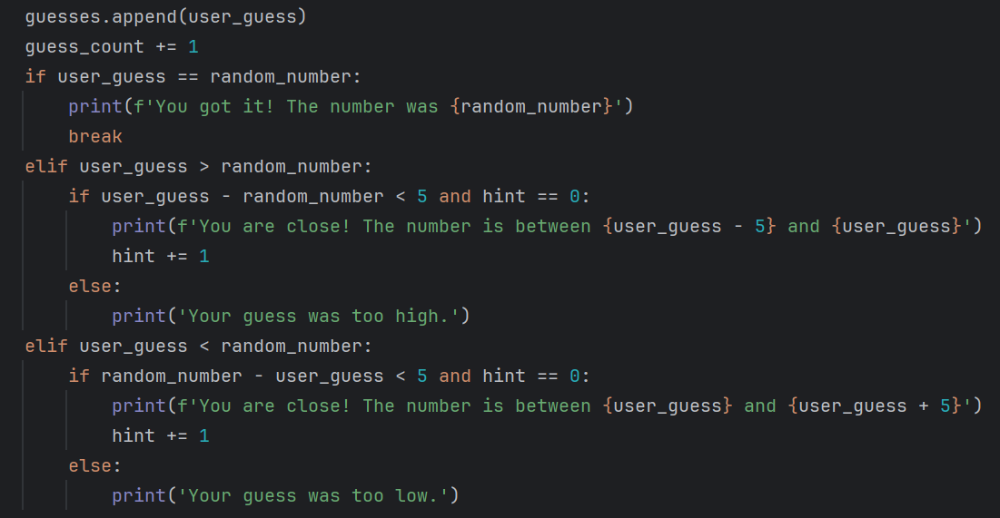 guesses.append(user_guess)
guess_count += 1
if user_guess == random_number:
    print(f'You got it! The number was {random_number}')
    break
elif user_guess > random_number:
    if user_guess - random_number < 5 and hint == 0:
        print(f'You are close! The number is between {user_guess - 5} and {user_guess}')
        hint += 1
    else:
        print('Your guess was too high.')
elif user_guess < random_number:
    if random_number - user_guess < 5 and hint == 0:
        print(f'You are close! The number is between {user_guess} and {user_guess + 5}')
        hint += 1
    else:
        print('Your guess was too low.')